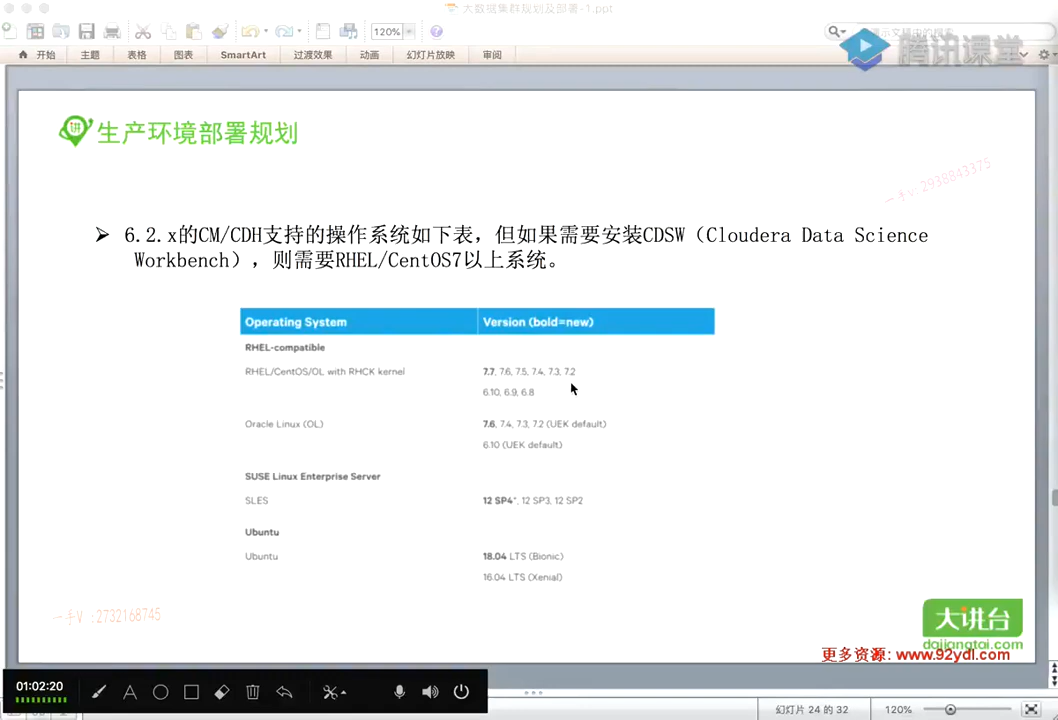 大数据集群规划及部署-1.ppt
120%
腾讯课堂
开始 主题 表格 图表 SmartArt 过渡效果 动画 幻灯片放映 审阅
生产环境部署规划
一手V:2938843375
6.2.x的CM/CDH支持的操作系统如下表，但如果需要安装CDSW（Cloudera Data Science
Workbench），则需要RHEL/CentOS7以上系统。
Operating System Version (bold=new)
RHEL-compatible
RHEL/CentOS/OL with RHCK kernel 7.7, 7.6, 7.5, 7.4, 7.3, 7.2
6.10, 6.9, 6.8
Oracle Linux (OL) 7.6, 7.4, 7.3, 7.2 (UEK default)
6.10 (UEK default)
SUSE Linux Enterprise Server
SLES 12 SP4*, 12 SP3, 12 SP2
Ubuntu
Ubuntu 18.04 LTS (Bionic)
16.04 LTS (Xenial)
一手V :2732168745
大讲台
dajiangtai.com
更多资源: www.92ydl.com
01:02:20
幻灯片 24 的 32 120%